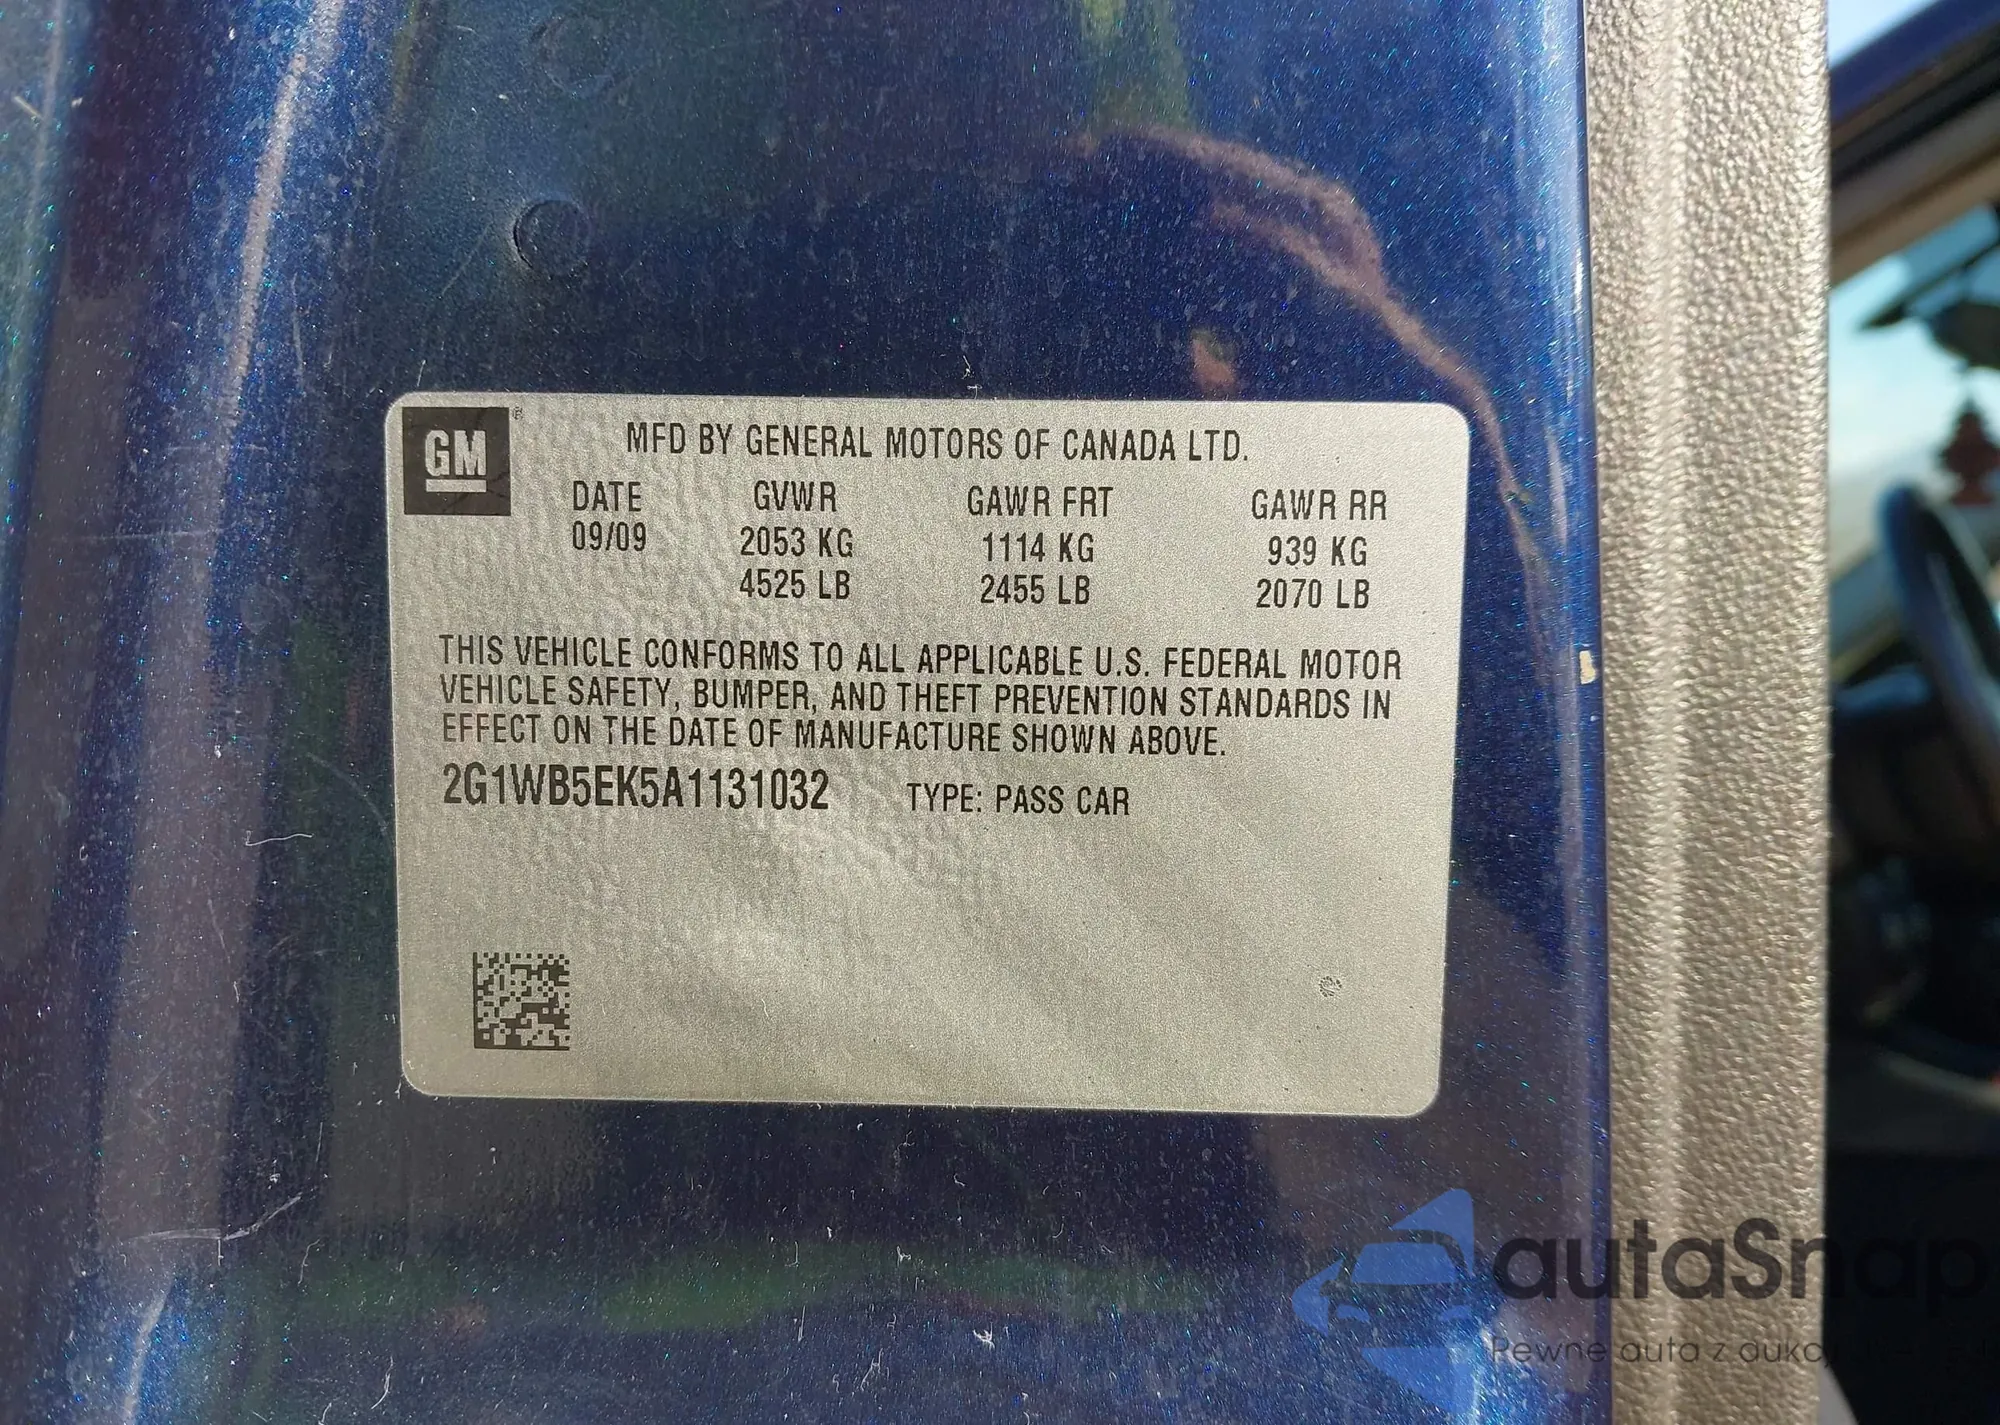 GM
MFD BY GENERAL MOTORS OF CANADA LTD.
DATE GVWR GAWR FRT GAWR RR
09/09 2053 KG 1114 KG 939 KG
4525 LB 2455 LB 2070 LB
THIS VEHICLE CONFORMS TO ALL APPLICABLE U.S. FEDERAL MOTOR
VEHICLE SAFETY, BUMPER, AND THEFT PREVENTION STANDARDS IN
EFFECT ON THE DATE OF MANUFACTURE SHOWN ABOVE.
2G1WB5EK5A1131032 TYPE: PASS CAR
autaSnap
Pewne auta z